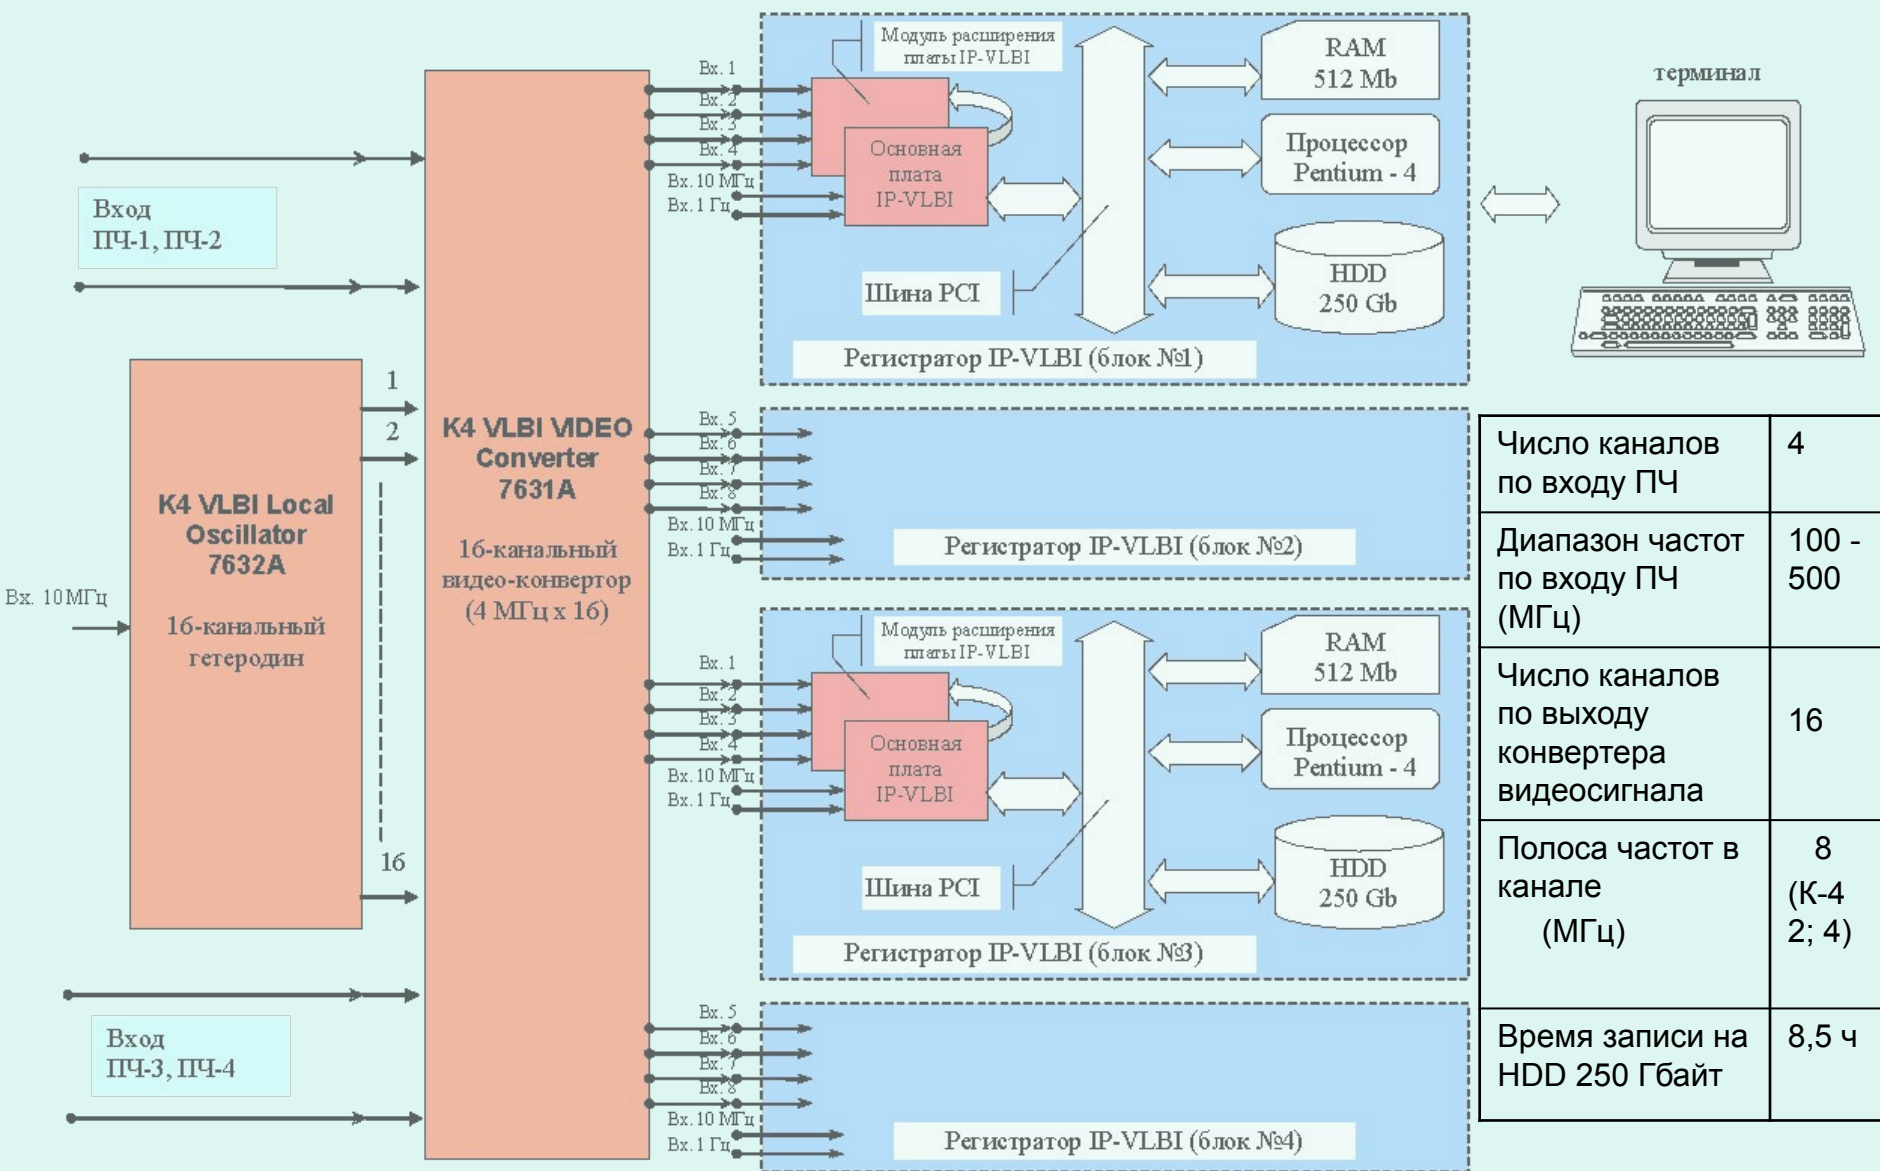 Вход
ПЧ-1, ПЧ-2
Вх. 10МГц
K4 VLBI Local
Oscillator
7632A
16-канальный
гетеродин
1
2
16
Вход
ПЧ-3, ПЧ-4
K4 VLBI VIDEO
Converter
7631A
16-канальный
видео-конвертор
(4 МГц x 16)
Вх. 1
Вх. 2
Вх. 3
Вх. 4
Вх. 10 МГц
Вх. 1 Гц
Модуль расширения
платы IP-VLBI
Основная
плата
IP-VLBI
Шина PCI
RAM
512 Mb
Процессор
Pentium - 4
HDD
250 Gb
Регистратор IP-VLBI (блок №1)
терминал
Вх. 5
Вх. 6
Вх. 7
Вх. 8
Вх. 10 МГц
Вх. 1 Гц
Регистратор IP-VLBI (блок №2)
Вх. 1
Вх. 2
Вх. 3
Вх. 4
Вх. 10 МГц
Вх. 1 Гц
Модуль расширения
платы IP-VLBI
Основная
плата
IP-VLBI
Шина PCI
RAM
512 Mb
Процессор
Pentium - 4
HDD
250 Gb
Регистратор IP-VLBI (блок №3)
Вх. 5
Вх. 6
Вх. 7
Вх. 8
Вх. 10 МГц
Вх. 1 Гц
Регистратор IP-VLBI (блок №4)
Число каналов
по входу ПЧ
4
Диапазон частот
по входу ПЧ
(МГц)
100 -
500
Число каналов
по выходу
конвертера
видеосигнала
16
Полоса частот в
канале
(МГц)
8
(К-4
2; 4)
Время записи на
HDD 250 Гбайт
8,5 ч